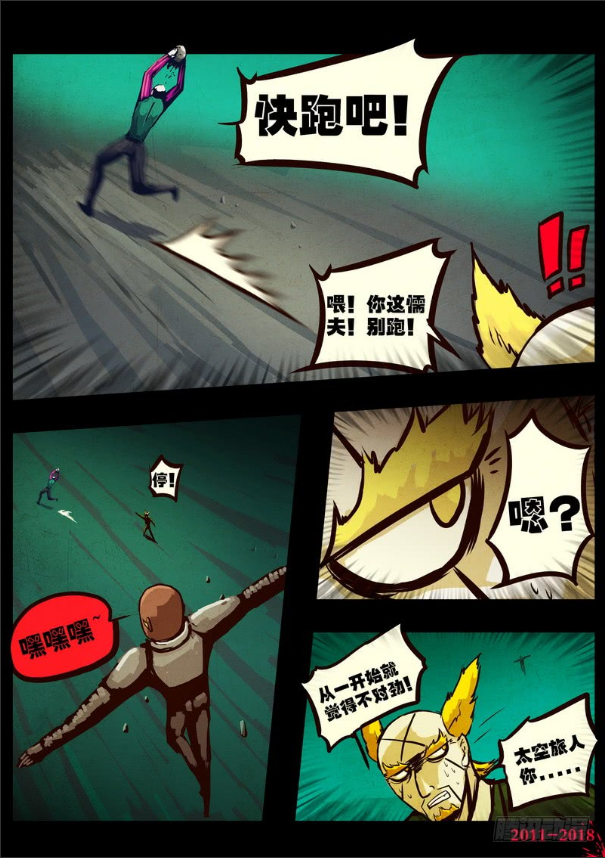 快跑吧！
!!
喂！你这懦
夫！别跑！
停！
嘿嘿嘿~
嗯？
从一开始就
觉得不对劲！
太空旅人
你.....
2011-2018